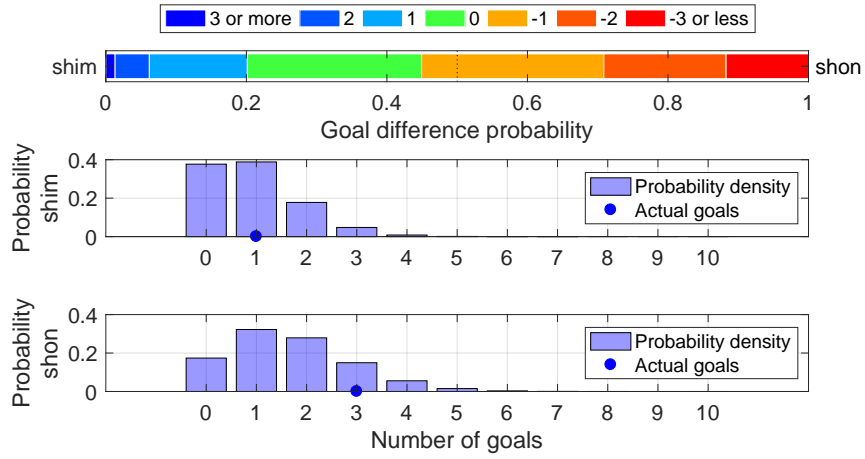 3 or more 2 1 0 -1 -2 -3 or less
shim shon
0 0.2 0.4 0.6 0.8 1
Goal difference probability
Probability
shim
0.4
0.2
0
Probability density
Actual goals
0 1 2 3 4 5 6 7 8 9 10
Probability
shon
0.4
0.2
0
Probability density
Actual goals
0 1 2 3 4 5 6 7 8 9 10
Number of goals